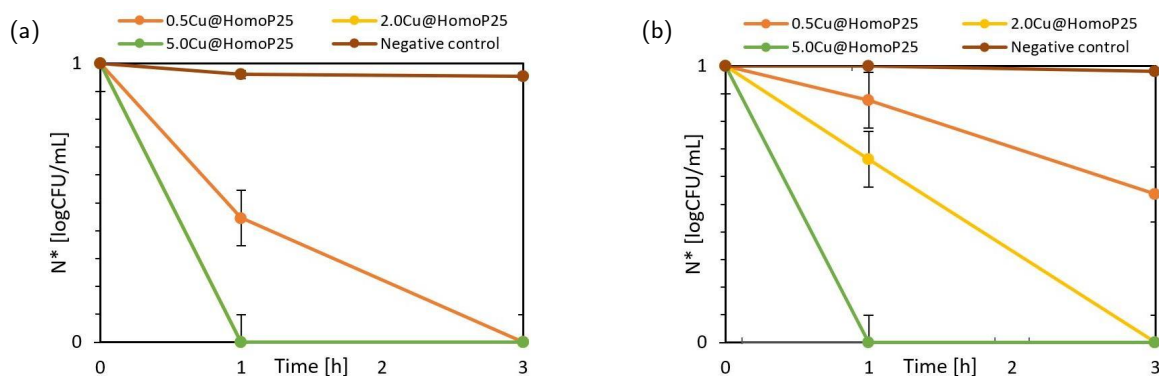 (a)
0.5Cu@HomoP25
2.0Cu@HomoP25
5.0Cu@HomoP25
Negative control
1
N* [logCFU/mL]
0
0
1
Time [h]
2
3
(b)
0.5Cu@HomoP25
2.0Cu@HomoP25
5.0Cu@HomoP25
Negative control
1
N* [logCFU/mL]
0
0
1
Time [h]
2
3